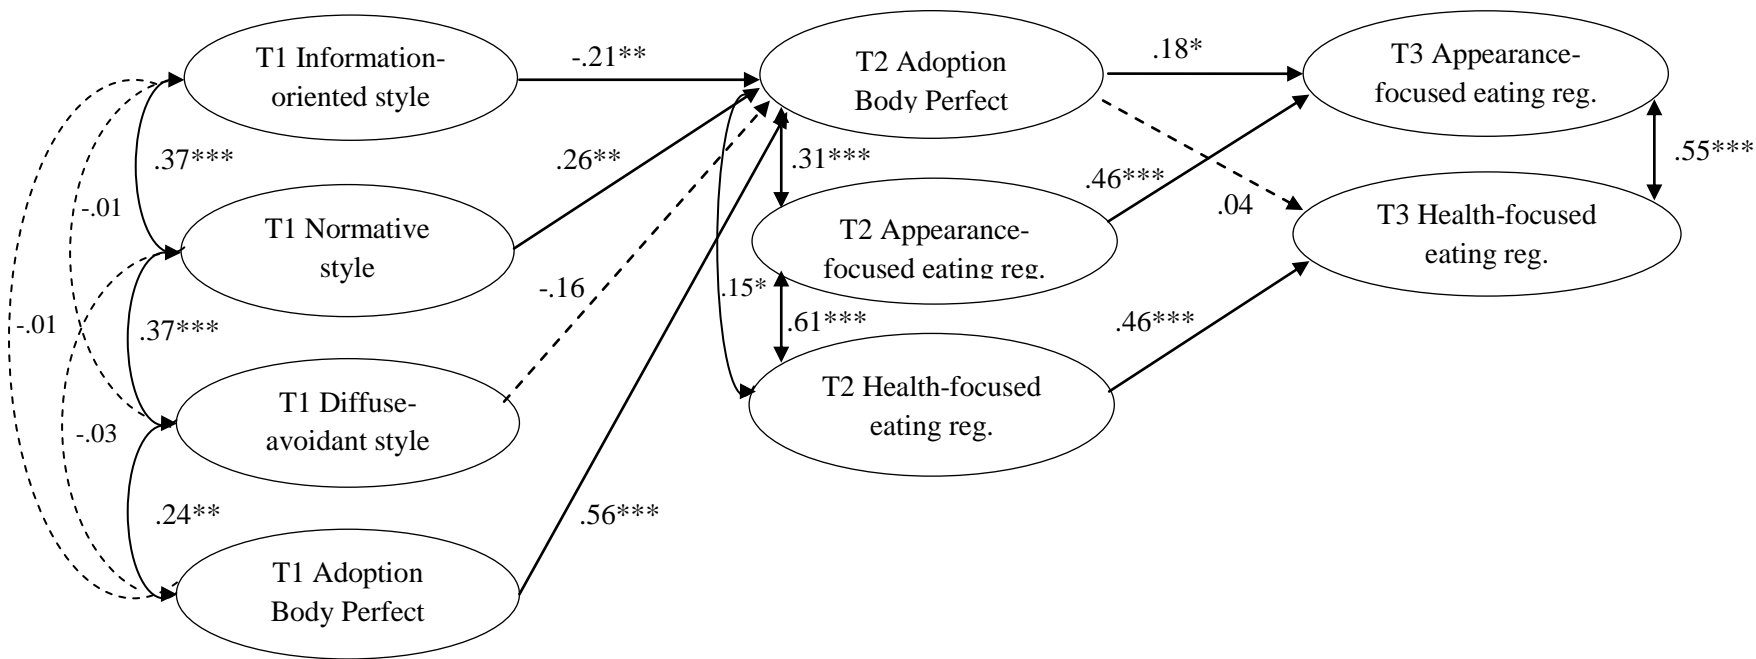 T1 Information-
oriented style
T1 Normative
style
T1 Diffuse-
avoidant style
T1 Adoption
Body Perfect
.37***
-.01
.37***
-.01
-.03
.24**
-.21**
.26**
-.16
.56***
T2 Adoption
Body Perfect
.31***
T2 Appearance-
focused eating reg.
.15*
.61***
T2 Health-focused
eating reg.
.18*
.46***
.04
.46***
T3 Appearance-
focused eating reg.
.55***
T3 Health-focused
eating reg.